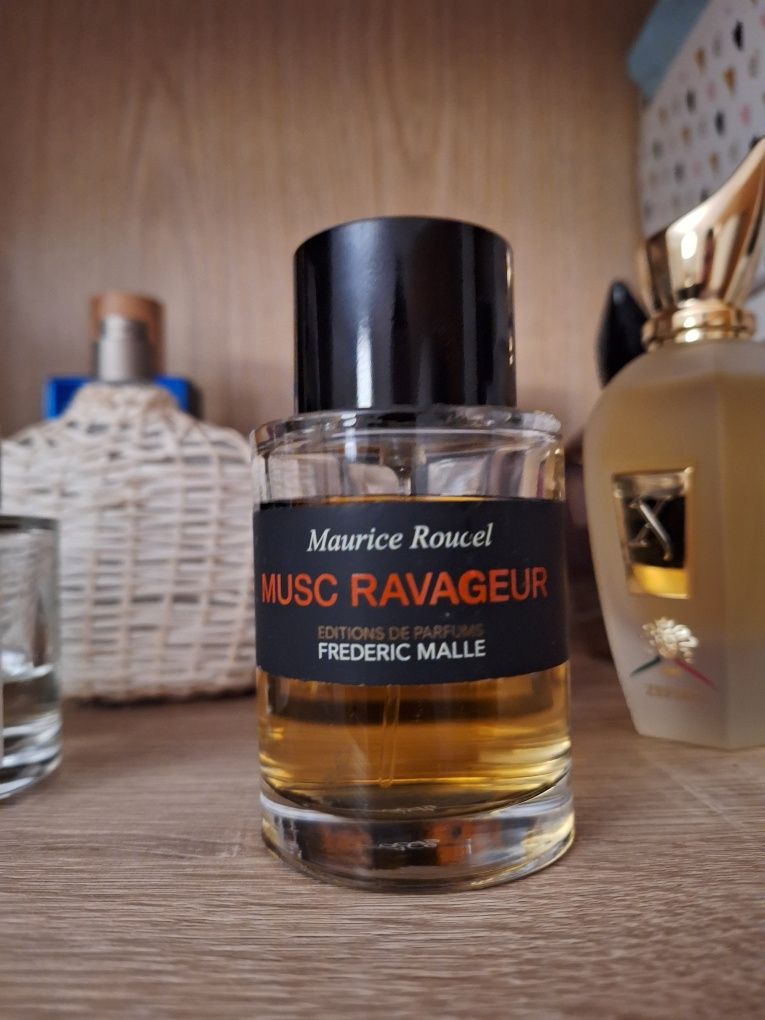 Maurice Roucel
MUSC RAVAGEUR
EDITIONS DE PARFUMS
FREDERIC MALLE
X